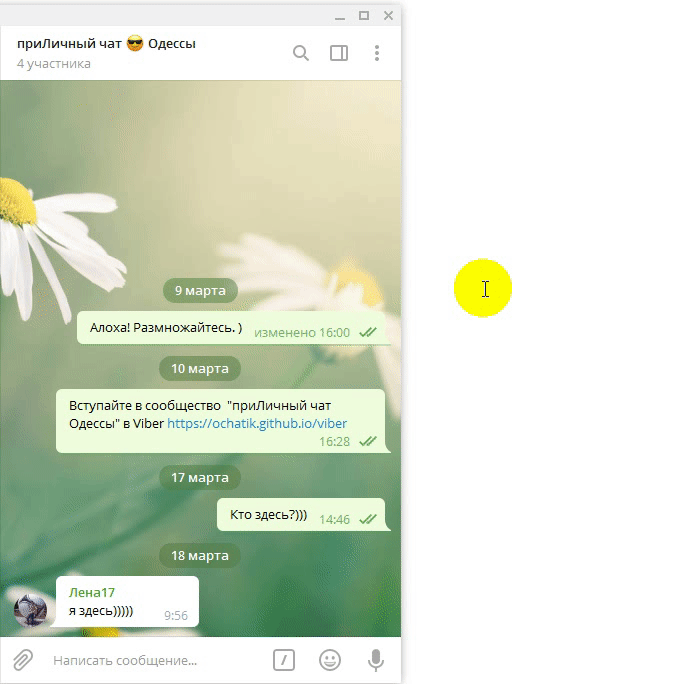 приЛичный чат 😎 Одессы
4 участника
9 марта
Алоха! Размножайтесь. )
изменено 16:00
10 марта
Вступайте в сообщество "приЛичный чат
Одессы" в Viber https://ochatik.github.io/viber
16:28
17 марта
Кто здесь?)))
14:46
18 марта
Лена17
я здесь)))))
9:56
Написать сообщение...